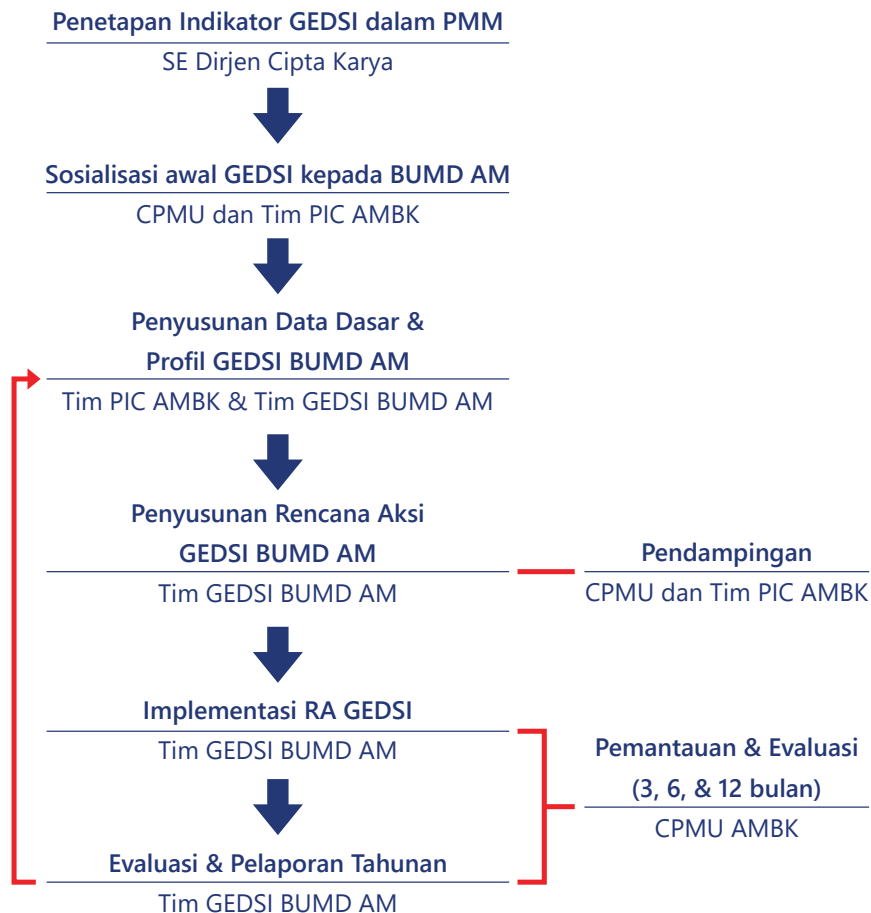 Penetapan Indikator GEDSI dalam PMM
SE Dirjen Cipta Karya
Sosialisasi awal GEDSI kepada BUMD AM
CPMU dan Tim PIC AMBK
Penyusunan Data Dasar &
Profil GEDSI BUMD AM
Tim PIC AMBK & Tim GEDSI BUMD AM
Penyusunan Rencana Aksi
GEDSI BUMD AM
Tim GEDSI BUMD AM
Pendampingan
CPMU dan Tim PIC AMBK
Implementasi RA GEDSI
Tim GEDSI BUMD AM
Pemantauan & Evaluasi
(3, 6, & 12 bulan)
CPMU AMBK
Evaluasi & Pelaporan Tahunan
Tim GEDSI BUMD AM